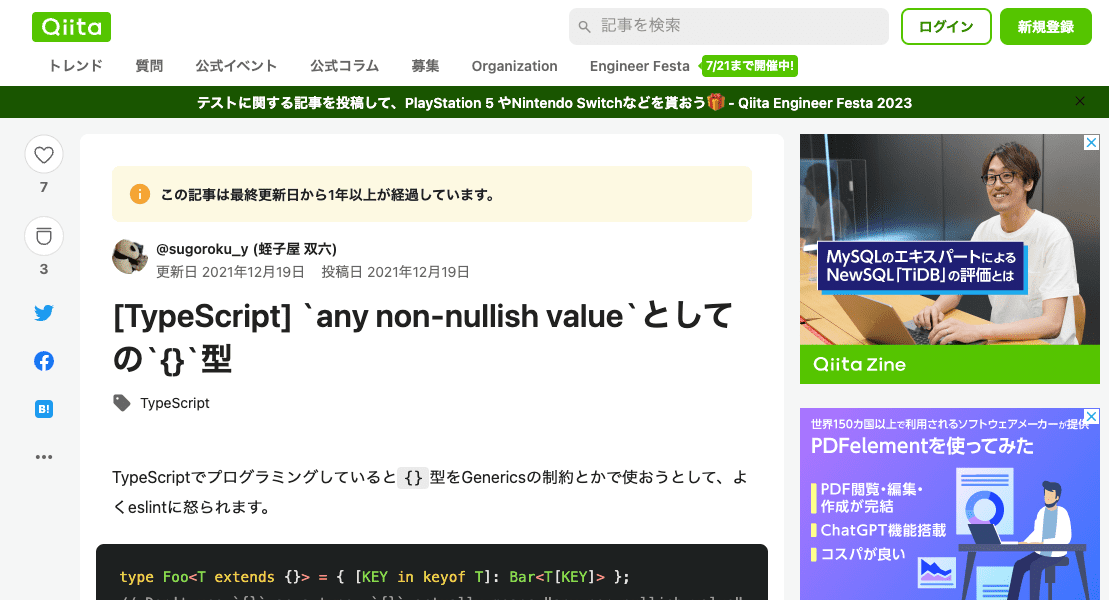 Qiita
記事を検索
ログイン
新規登録
トレンド 質問 公式イベント 公式コラム 募集 Organization Engineer Festa 7/21まで開催中!
テストに関する記事を投稿して、PlayStation 5 やNintendo Switchなどを貰おう🎁 - Qiita Engineer Festa 2023
7
3
B!
この記事は最終更新日から1年以上が経過しています。
@sugoroku_y (蛭子屋 双六)
更新日 2021年12月19日 投稿日 2021年12月19日
[TypeScript] `any non-nullish value`として
の`{}`型
TypeScript
TypeScriptでプログラミングしていると {} 型をGenericsの制約とかで使おうとして、よ
くeslintに怒られます。
type Foo<T extends {}> = { [KEY in keyof T]: Bar<T[KEY]> };
MySQLのエキスパートによる
NewSQL「TiDB」の評価とは
Qiita Zine
世界150カ国以上で利用されるソフトウェアメーカーが提供
PDFelementを使ってみた
PDF閲覧・編集・
作成が完結
ChatGPT機能搭載
コスパが良い